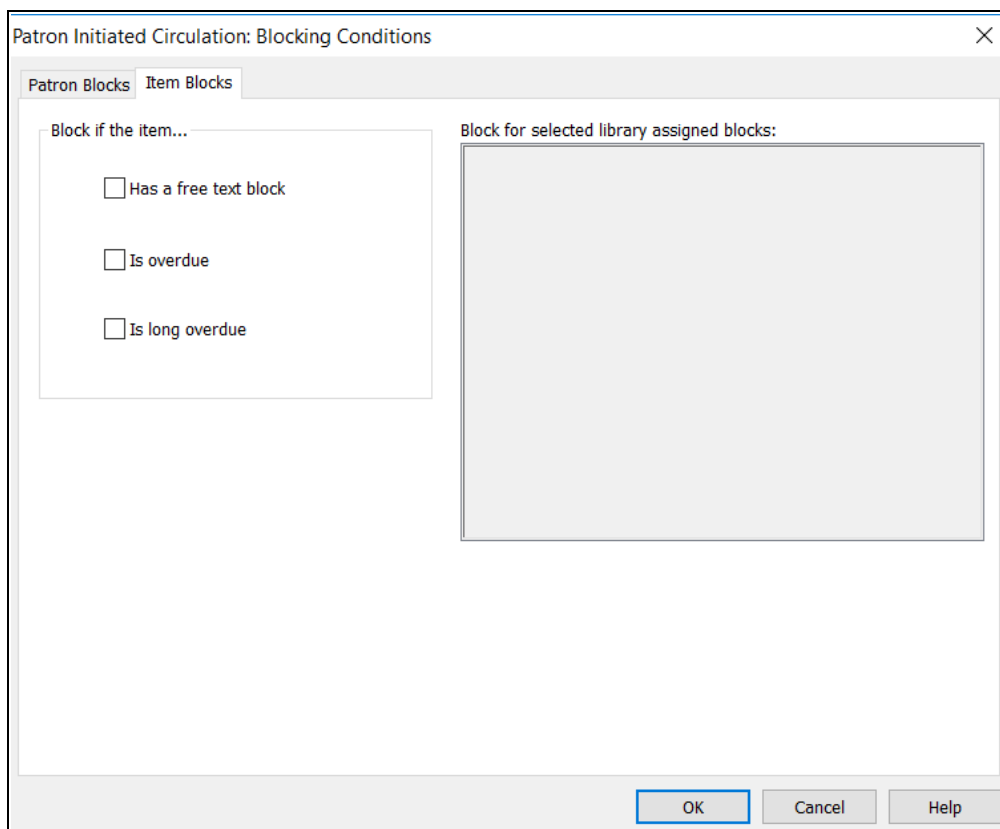 Patron Initiated Circulation: Blocking Conditions
Patron Blocks
Item Blocks
Block if the item...
Has a free text block
Is overdue
Is long overdue
Block for selected library assigned blocks:
OK
Cancel
Help